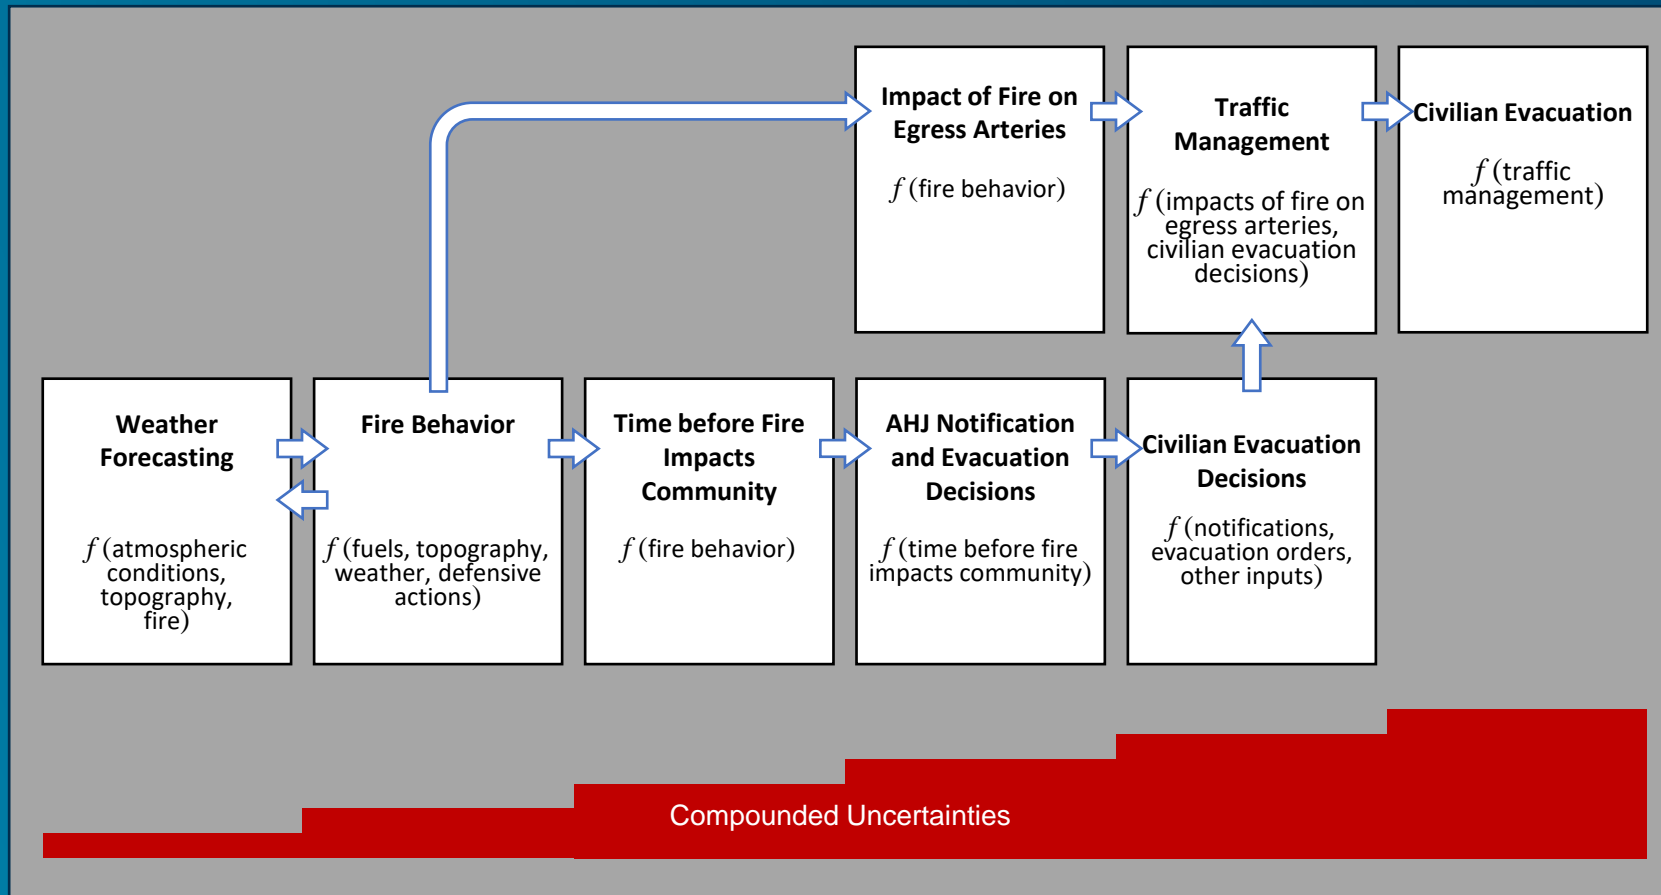 Impact of Fire on
Egress Arteries
f (fire behavior)
Traffic
Management
f (impacts of fire on
egress arteries,
civilian evacuation
decisions)
Civilian Evacuation
f (traffic
management)
Weather
Forecasting
f (atmospheric
conditions,
topography,
fire)
Fire Behavior
f (fuels, topography,
weather, defensive
actions)
Time before Fire
Impacts
Community
f (fire behavior)
AHJ Notification
and Evacuation
Decisions
f (time before fire
impacts community)
Civilian Evacuation
Decisions
f (notifications,
evacuation orders,
other inputs)
Compounded Uncertainties